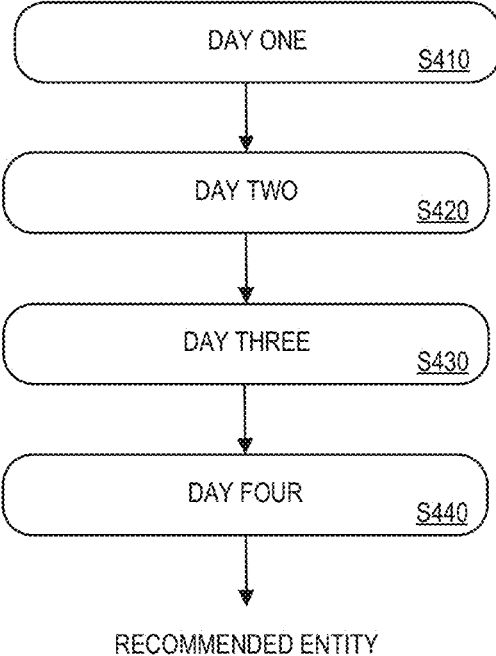 DAY ONE
S410
DAY TWO
S420
DAY THREE
S430
DAY FOUR
S440
RECOMMENDED ENTITY